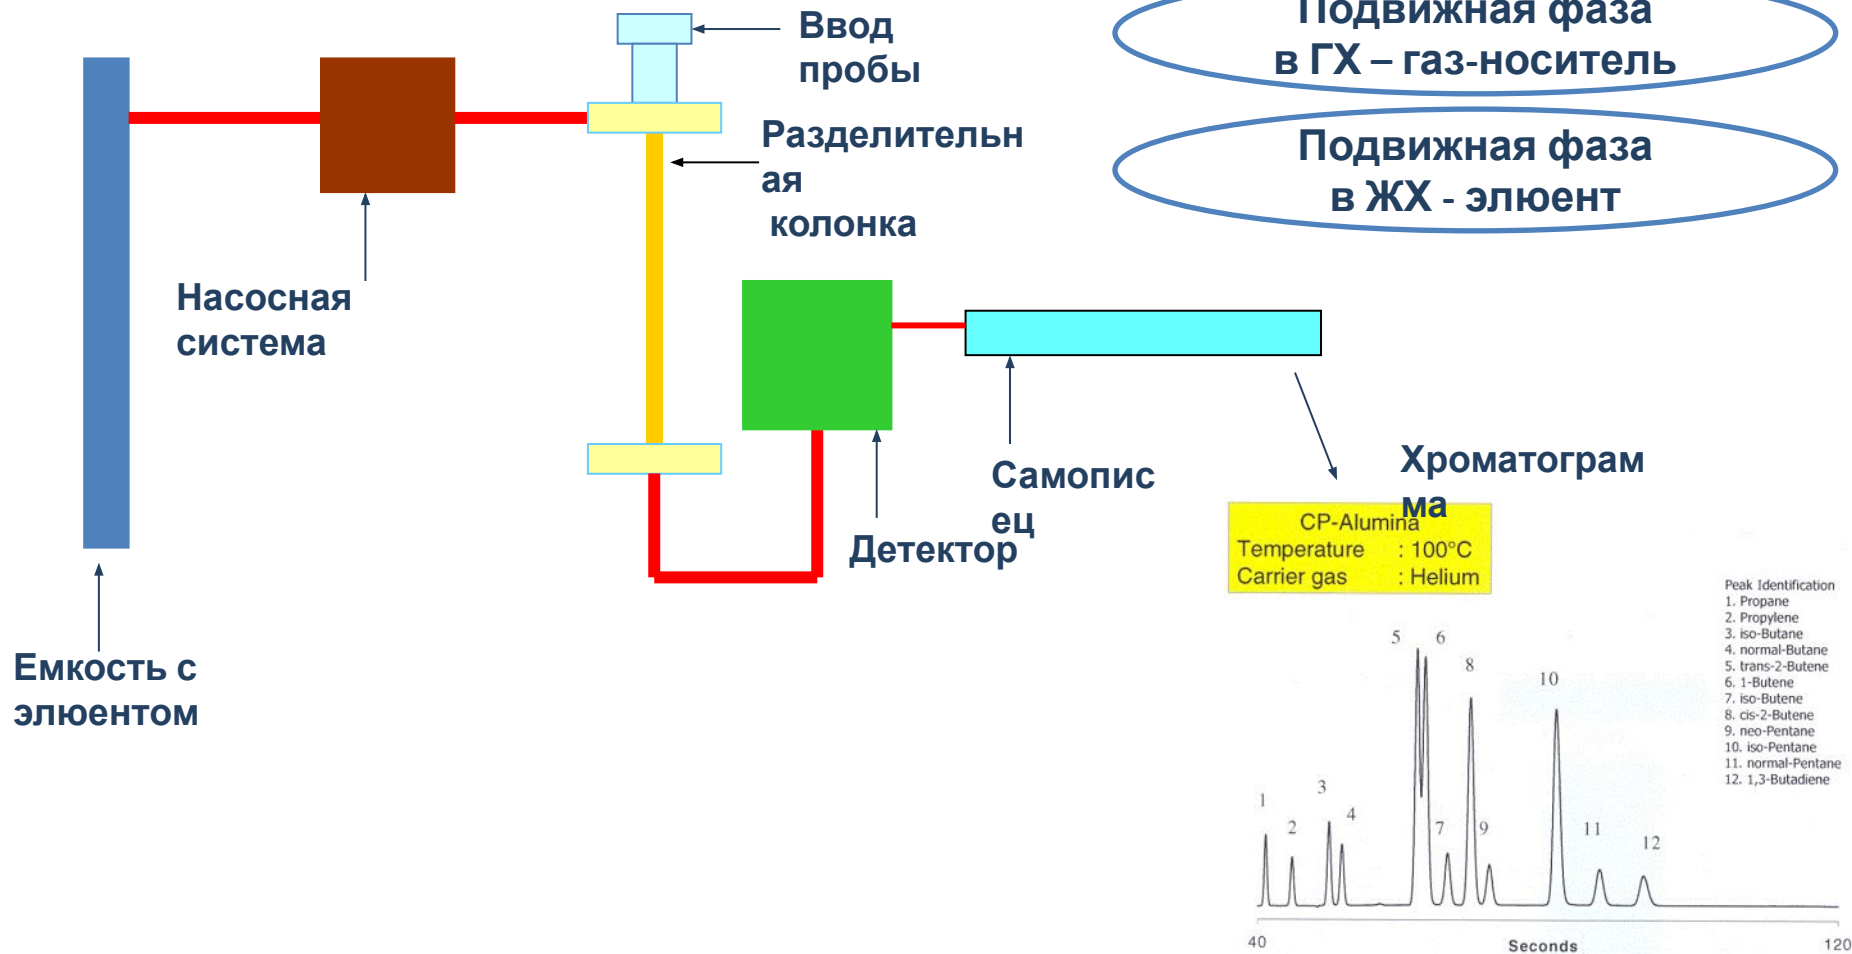 Ввод
пробы
Подвижная фаза
в ГХ – газ-носитель
Разделительн
ая
колонка
Подвижная фаза
в ЖХ - элюент
Насосная
система
Самопис
ец
Хроматограм
ма
Детектор
Емкость с
элюентом
CP-Alumina
Temperature : 100°C
Carrier gas : Helium
Peak Identification
1. Propane
2. Propylene
3. iso-Butane
4. normal-Butane
5. trans-2-Butene
6. 1-Butene
7. iso-Butene
8. cis-2-Butene
9. neo-Pentane
10. iso-Pentane
11. normal-Pentane
12. 1,3-Butadiene
1
2
3
4
5
6
7
8
9
10
11
12
40
Seconds
120